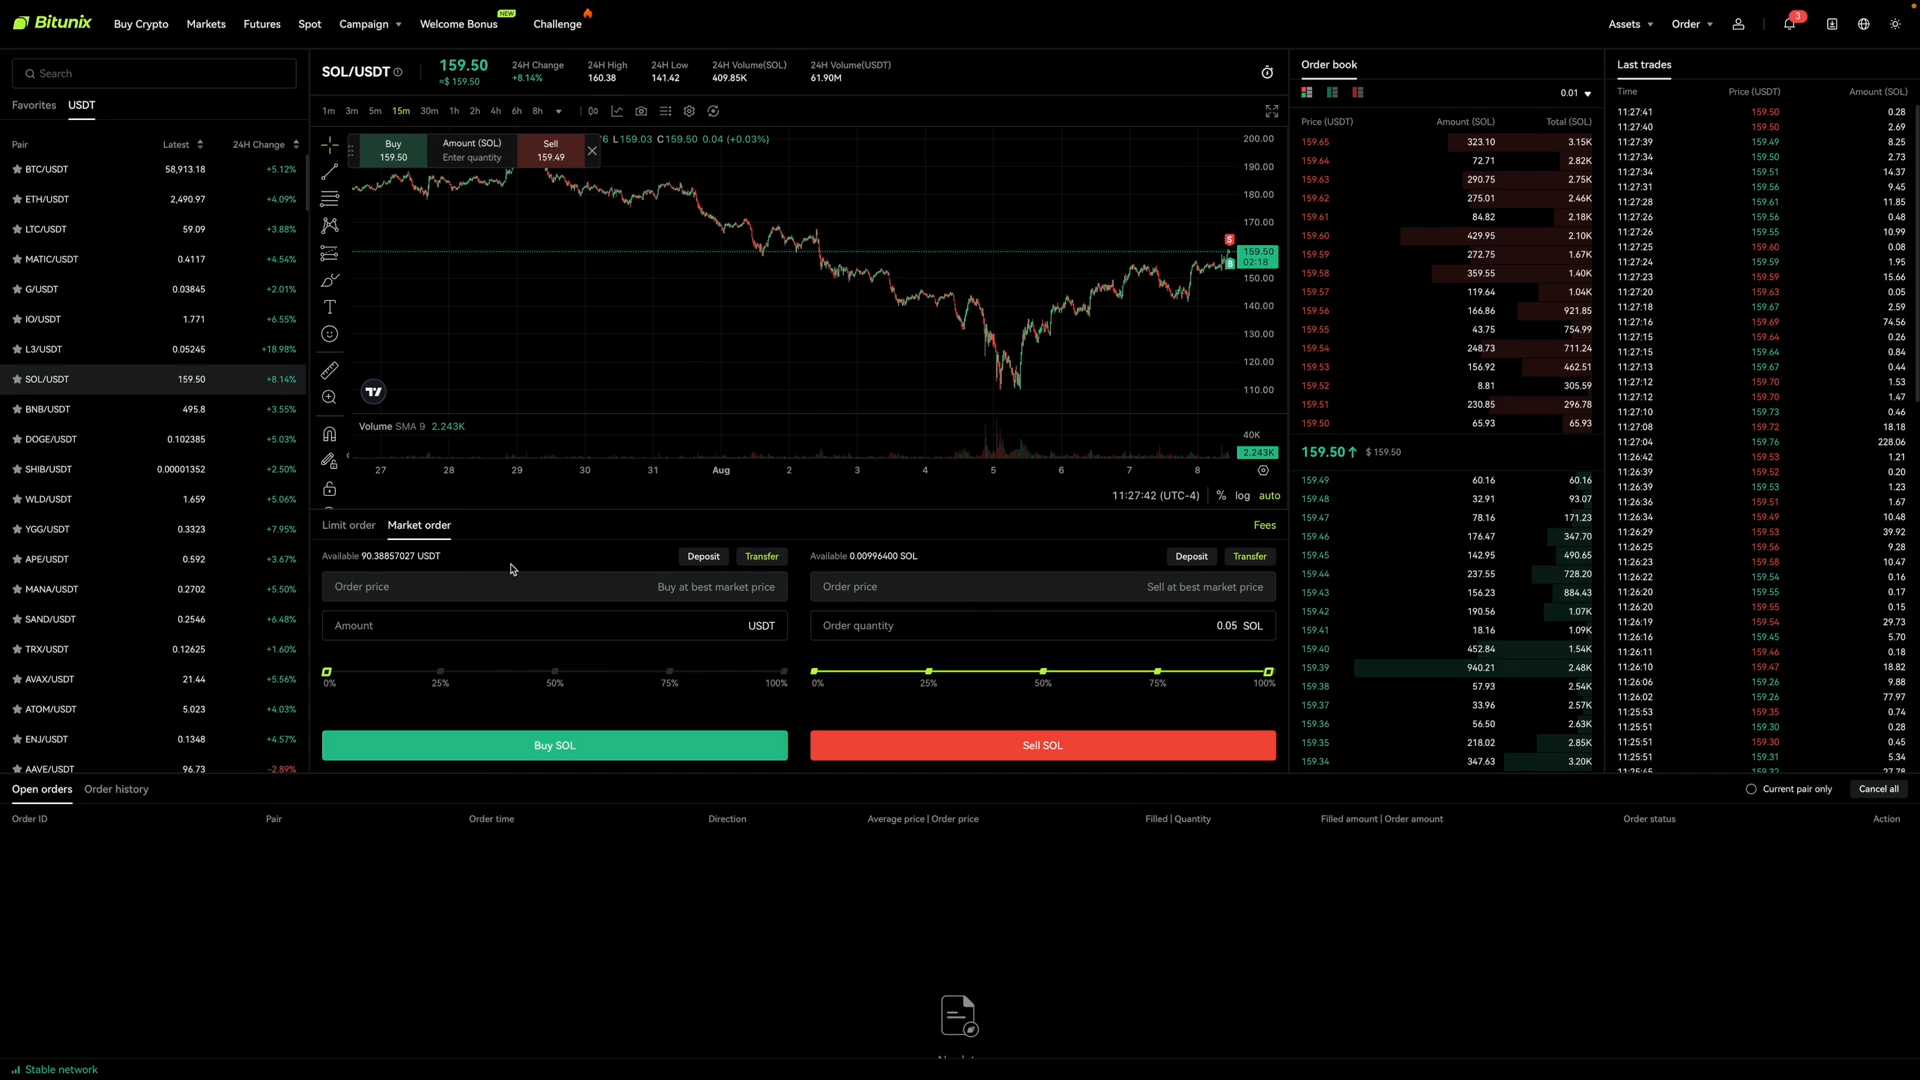 Bitunix
Buy Crypto Markets Futures Spot Campaign Welcome Bonus NEW Challenge
Assets Order 3
Search
Favorites USDT
Pair Latest 24H Change
BTC/USDT 58,913.18 +5.12%
ETH/USDT 2,490.97 +4.09%
LTC/USDT 59.09 +3.88%
MATIC/USDT 0.4117 +4.54%
G/USDT 0.03845 +2.01%
IO/USDT 1.771 +6.55%
L3/USDT 0.05245 +18.98%
SOL/USDT 159.50 +8.14%
BNB/USDT 495.8 +3.55%
DOGE/USDT 0.102385 +5.03%
SHIB/USDT 0.00001352 +2.50%
WLD/USDT 1.659 +5.06%
YGG/USDT 0.3323 +7.95%
APE/USDT 0.592 +3.67%
MANA/USDT 0.2702 +5.50%
SAND/USDT 0.2546 +6.48%
TRX/USDT 0.12625 +1.60%
AVAX/USDT 21.44 +5.56%
ATOM/USDT 5.023 +4.03%
ENJ/USDT 0.1348 +4.57%
AAVE/USDT 96.73 -2.89%
SOL/USDT 159.50 24H Change 24H High 24H Low 24H Volume(SOL) 24H Volume(USDT)
≈$ 159.50 +8.14% 160.38 141.42 409.85K 61.90M
1m 3m 5m 15m 30m 1h 2h 4h 6h 8h
Buy Amount (SOL) Sell
159.50 Enter quantity 159.49
6 L159.03 C159.50 0.04 (+0.03%)
200.00
190.00
180.00
170.00
S
159.50
02:18
B
150.00
140.00
130.00
120.00
110.00
Volume SMA 9 2.243K
40K
2.243K
27 28 29 30 31 Aug 2 3 4 5 6 7 8
11:27:42 (UTC-4) % log auto
Limit order Market order Fees
Available 90.38857027 USDT Deposit Transfer
Order price Buy at best market price
Amount USDT
0% 25% 50% 75% 100%
Buy SOL
Available 0.00996400 SOL Deposit Transfer
Order price Sell at best market price
Order quantity 0.05 SOL
0% 25% 50% 75% 100%
Sell SOL
Order book
0.01
Price (USDT) Amount (SOL) Total (SOL)
159.65 323.10 3.15K
159.64 72.71 2.82K
159.63 290.75 2.75K
159.62 275.01 2.46K
159.61 84.82 2.18K
159.60 429.95 2.10K
159.59 272.75 1.67K
159.58 359.55 1.40K
159.57 119.64 1.04K
159.56 166.86 921.85
159.55 43.75 754.99
159.54 248.73 711.24
159.53 156.92 462.51
159.52 8.81 305.59
159.51 230.85 296.78
159.50 65.93 65.93
159.50↑ $ 159.50
159.49 60.16 60.16
159.48 32.91 93.07
159.47 78.16 171.23
159.46 176.47 347.70
159.45 142.95 490.65
159.44 237.55 728.20
159.43 156.23 884.43
159.42 190.56 1.07K
159.41 18.16 1.09K
159.40 452.84 1.54K
159.39 940.21 2.48K
159.38 57.93 2.54K
159.37 33.96 2.57K
159.36 56.50 2.63K
159.35 218.02 2.85K
159.34 347.63 3.20K
Last trades
Time Price (USDT) Amount (SOL)
11:27:41 159.50 0.28
11:27:40 159.50 2.69
11:27:39 159.49 8.25
11:27:34 159.50 2.73
11:27:34 159.51 14.37
11:27:31 159.56 9.45
11:27:28 159.61 11.85
11:27:26 159.56 0.48
11:27:26 159.55 10.99
11:27:25 159.60 0.08
11:27:24 159.59 1.95
11:27:23 159.59 15.66
11:27:20 159.63 0.05
11:27:18 159.67 2.59
11:27:16 159.69 74.56
11:27:15 159.64 0.26
11:27:15 159.64 0.84
11:27:13 159.67 0.44
11:27:12 159.70 1.53
11:27:12 159.70 1.47
11:27:10 159.73 0.46
11:27:08 159.72 18.18
11:27:04 159.76 228.06
11:26:42 159.53 1.21
11:26:39 159.52 0.20
11:26:39 159.53 1.23
11:26:36 159.51 1.67
11:26:34 159.49 10.48
11:26:29 159.53 39.92
11:26:25 159.56 9.28
11:26:23 159.58 10.47
11:26:22 159.54 0.16
11:26:20 159.55 0.17
11:26:20 159.55 0.15
11:26:19 159.54 29.73
11:26:16 159.45 5.70
11:26:11 159.46 0.18
11:26:10 159.47 18.82
11:26:06 159.26 9.88
11:26:02 159.26 77.97
11:25:53 159.35 0.74
11:25:51 159.30 0.28
11:25:51 159.30 0.45
11:25:51 159.31 5.34
11:25:45 159.32 27.78
Open orders Order history Current pair only Cancel all
Order ID Pair Order time Direction Average price | Order price Filled | Quantity Filled amount | Order amount Order status Action
Stable network